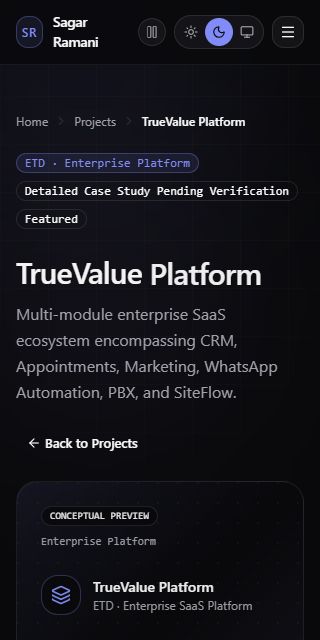 SR
Sagar
Ramani
Home
Projects
TrueValue Platform
ETD · Enterprise Platform
Detailed Case Study Pending Verification
Featured
TrueValue Platform
Multi-module enterprise SaaS
ecosystem encompassing CRM,
Appointments, Marketing, WhatsApp
Automation, PBX, and SiteFlow.
← Back to Projects
CONCEPTUAL PREVIEW
Enterprise Platform
TrueValue Platform
ETD · Enterprise SaaS Platform